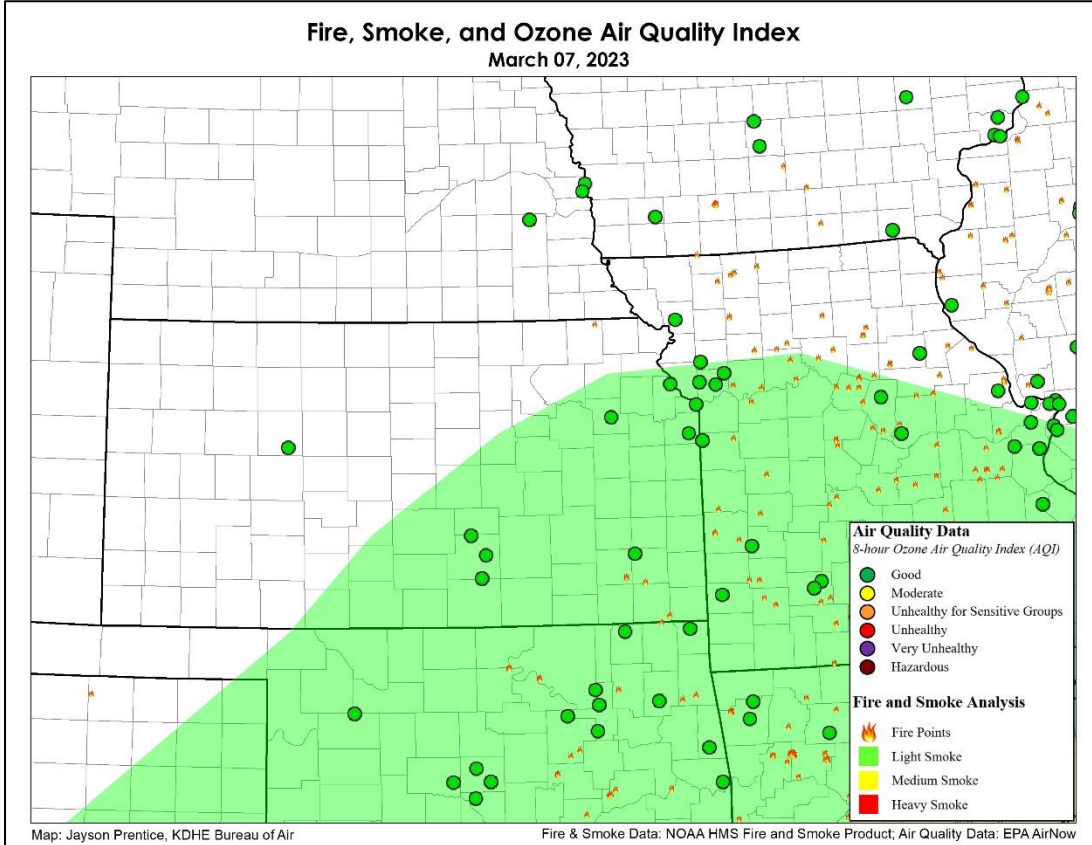 Fire, Smoke, and Ozone Air Quality Index
March 07, 2023
Air Quality Data
8-hour Ozone Air Quality Index (AQI)
Good
Moderate
Unhealthy for Sensitive Groups
Unhealthy
Very Unhealthy
Hazardous
Fire and Smoke Analysis
Fire Points
Light Smoke
Medium Smoke
Heavy Smoke
Map: Jayson Prentice, KDHE Bureau of Air
Fire & Smoke Data: NOAA HMS Fire and Smoke Product; Air Quality Data: EPA AirNow